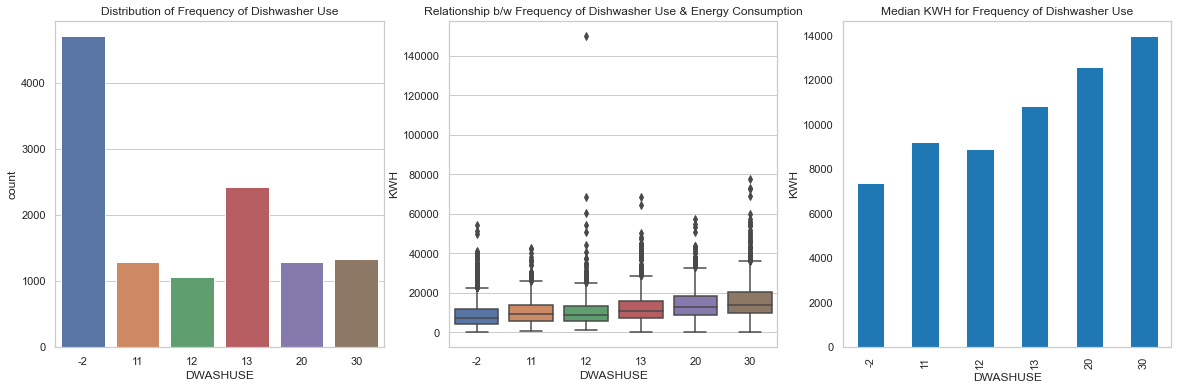 Distribution of Frequency of Dishwasher Use
count
4000
3000
2000
1000
0
-2 11 12 13 20 30
DWASHUSE
Relationship b/w Frequency of Dishwasher Use & Energy Consumption
KWH
140000
120000
100000
80000
60000
40000
20000
0
-2 11 12 13 20 30
DWASHUSE
Median KWH for Frequency of Dishwasher Use
KWH
14000
12000
10000
8000
6000
4000
2000
0
-2 11 12 13 20 30
DWASHUSE